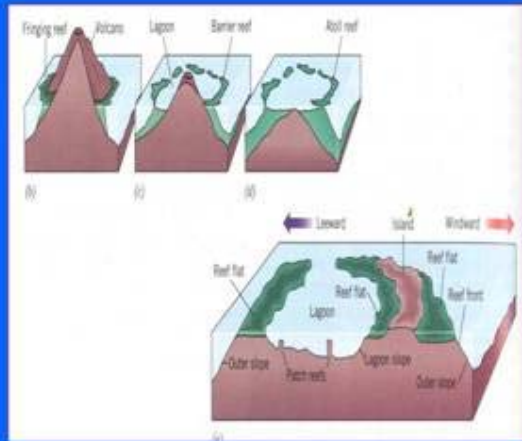 Fringing reef
Volcano
Lagoon
Barrier reef
Atoll reef
(b)
(c)
(d)
Leeward
Island
Windward
Reef flat
Reef flat
Reef flat
Reef front
Lagoon
Outer slope
Patch reefs
Lagoon slope
Outer slope